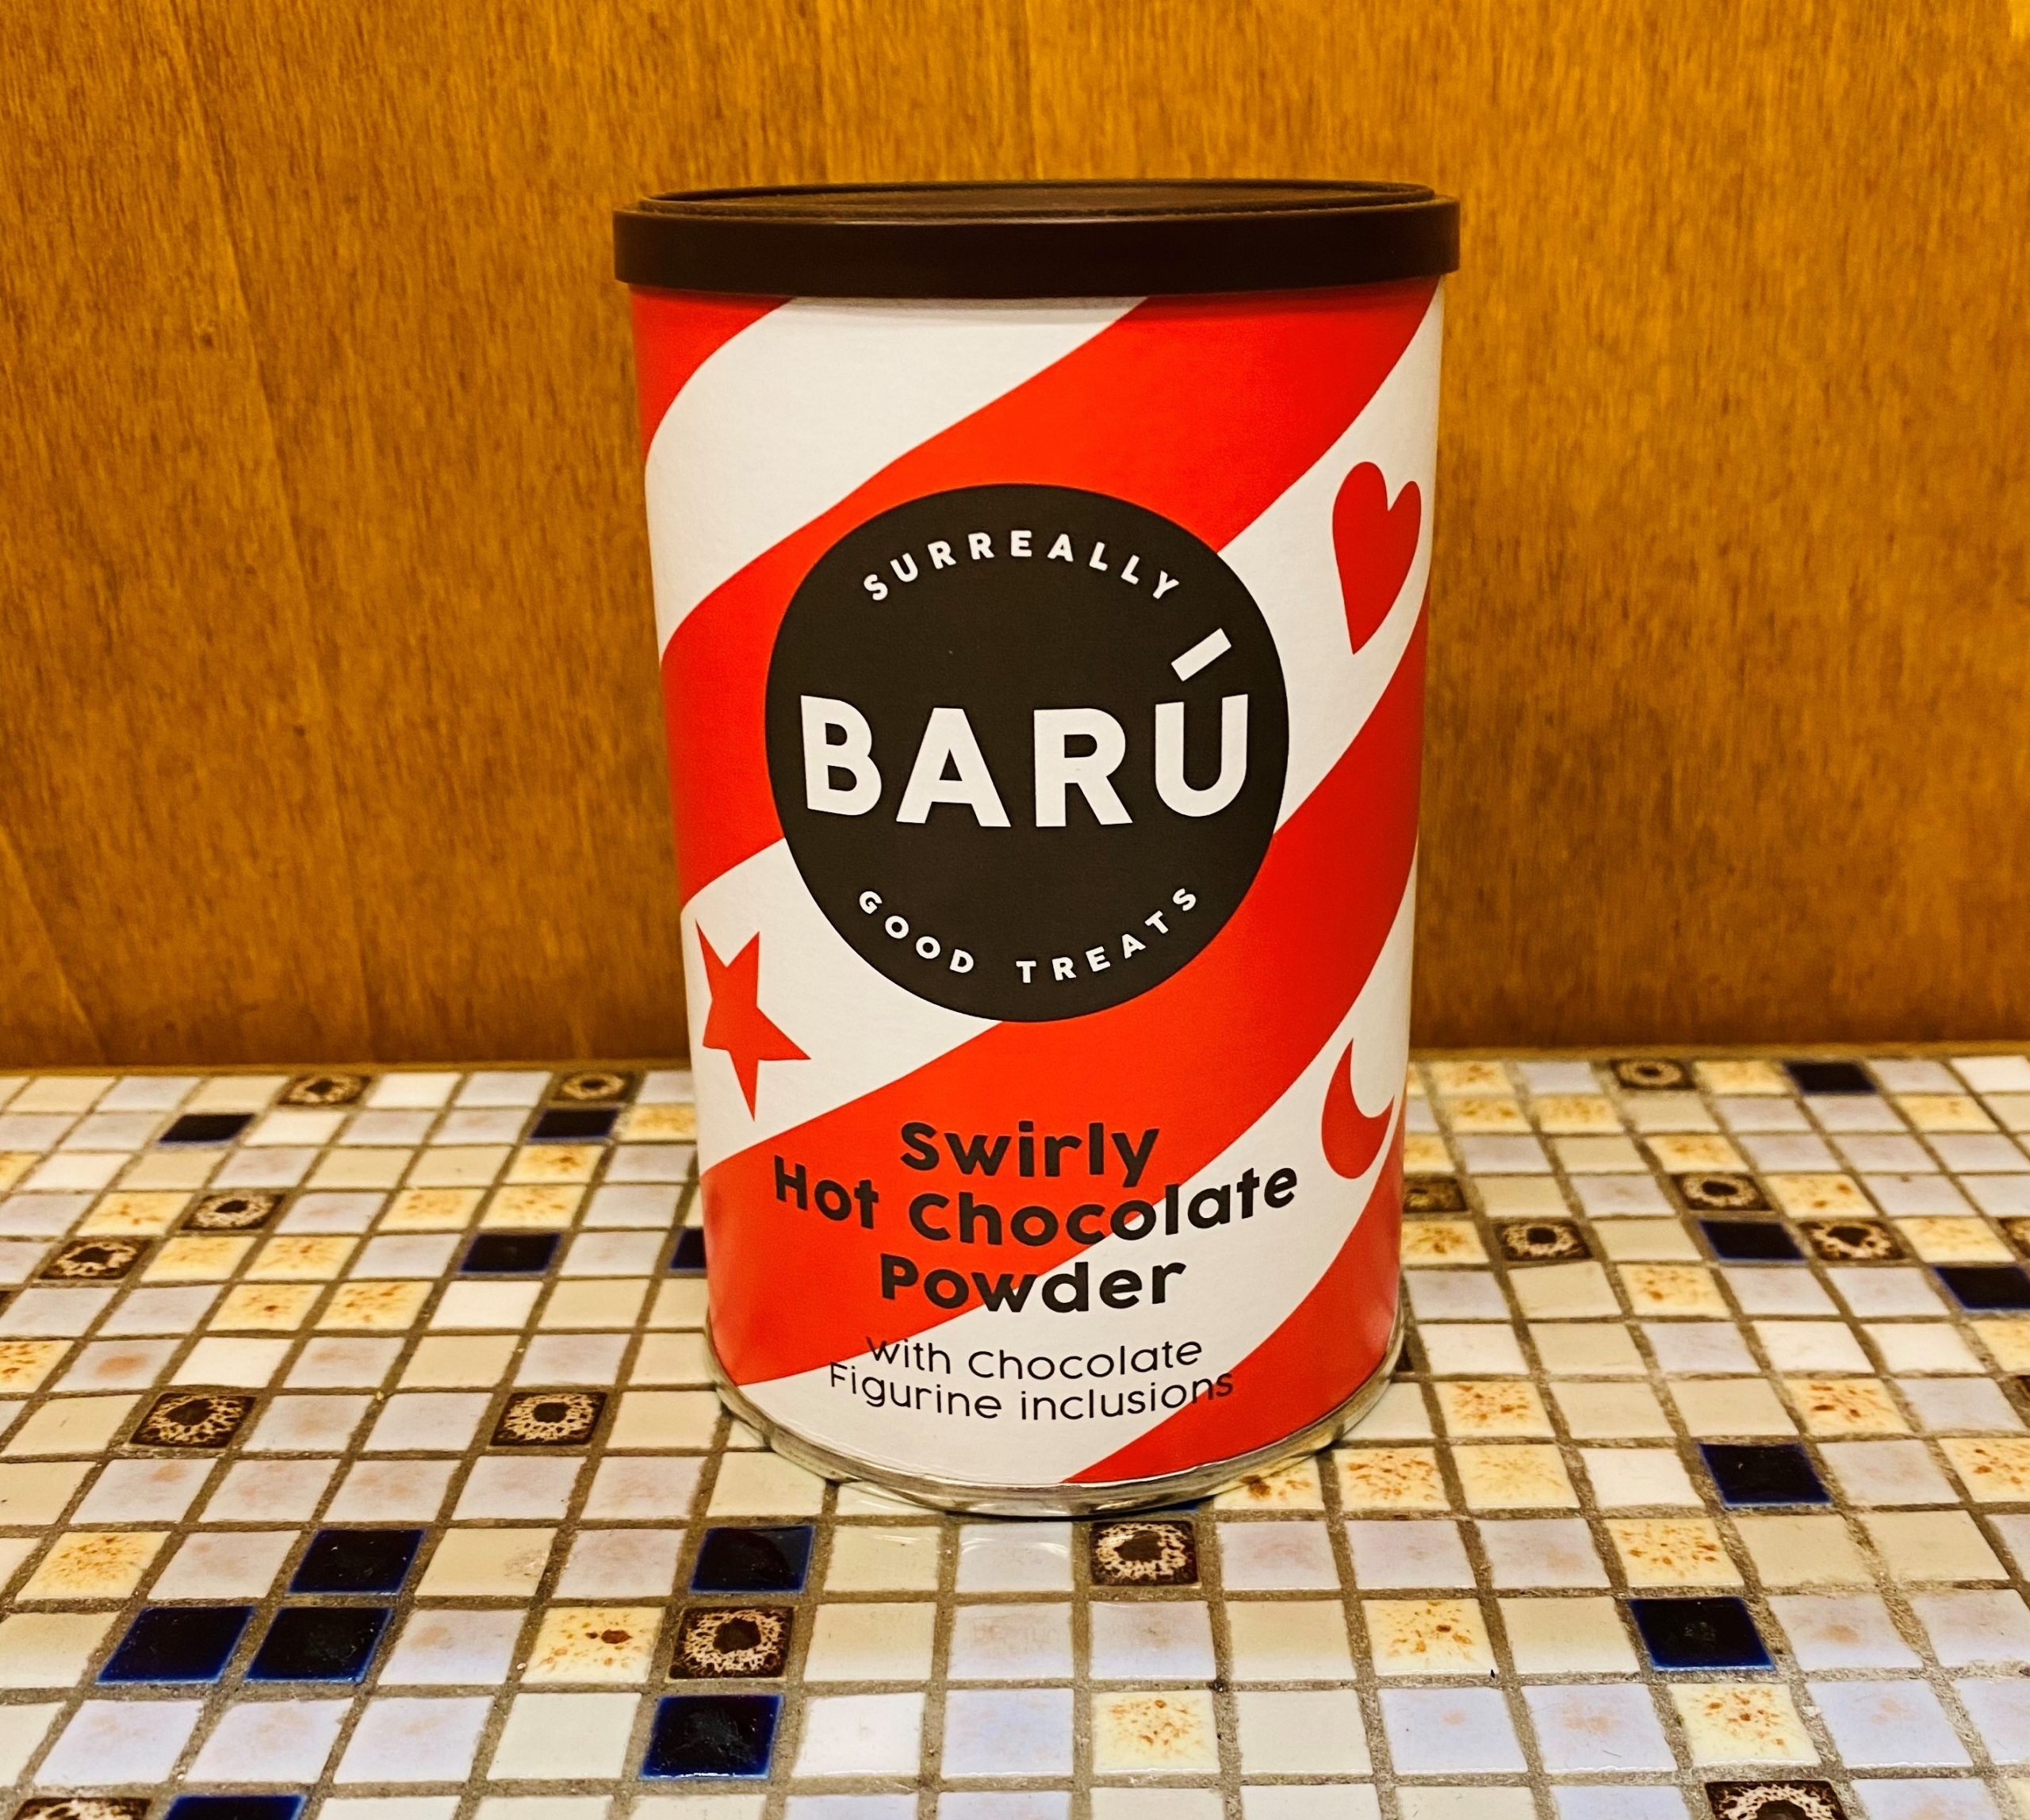 SURREALLY
BARÚ
GOOD TREATS
Swirly
Hot Chocolate
Powder
with Chocolate
Figurine inclusions